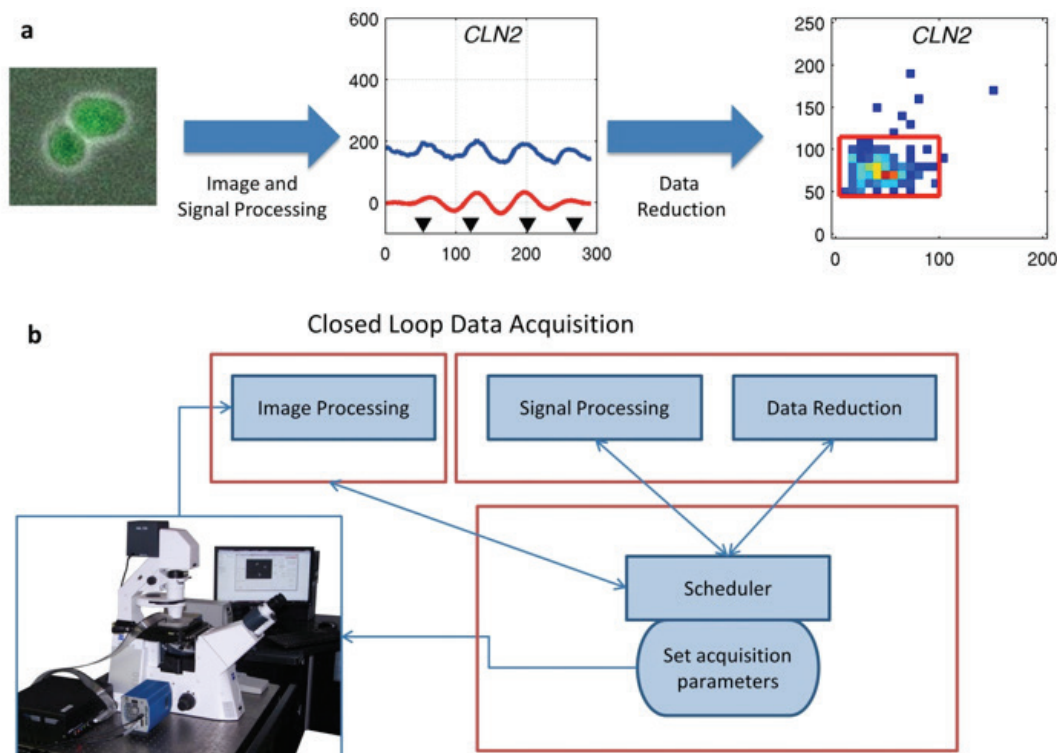 a
CLN2
600
400
200
0
0
100
200
300
Image and
Signal Processing
Data
Reduction
CLN2
250
200
150
100
50
0
0
100
200
b
Closed Loop Data Acquisition
Image Processing
Signal Processing
Data Reduction
Scheduler
Set acquisition
parameters